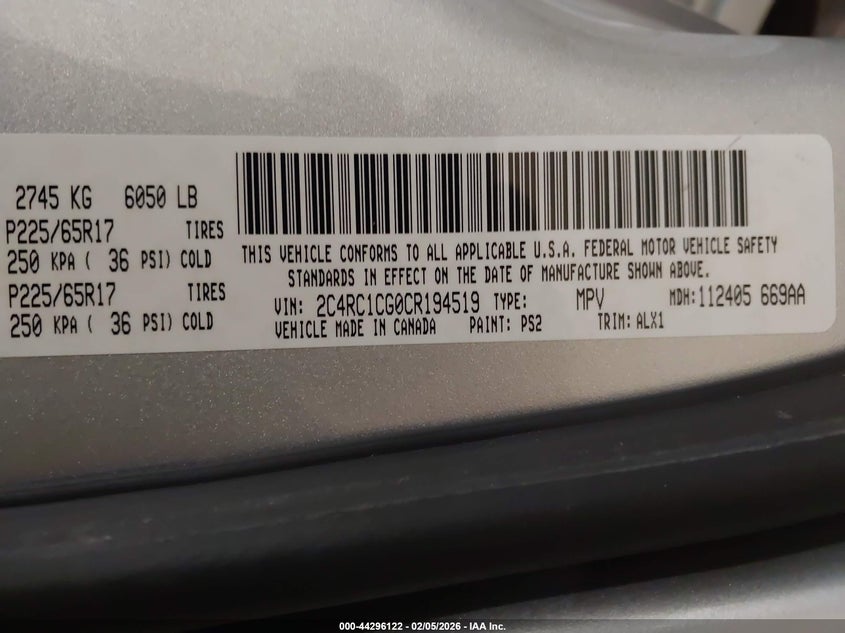 2745 KG 6050 LB
P225/65R17 TIRES
250 KPA ( 36 PSI) COLD
P225/65R17 TIRES
250 KPA ( 36 PSI) COLD
THIS VEHICLE CONFORMS TO ALL APPLICABLE U.S.A. FEDERAL MOTOR VEHICLE SAFETY
STANDARDS IN EFFECT ON THE DATE OF MANUFACTURE SHOWN ABOVE.
VIN: 2C4RC1CG0CR194519 TYPE: MPV MDH: 112405 669AA
VEHICLE MADE IN CANADA PAINT: PS2 TRIM: ALX1
000-44296122 - 02/05/2026 - IAA Inc.